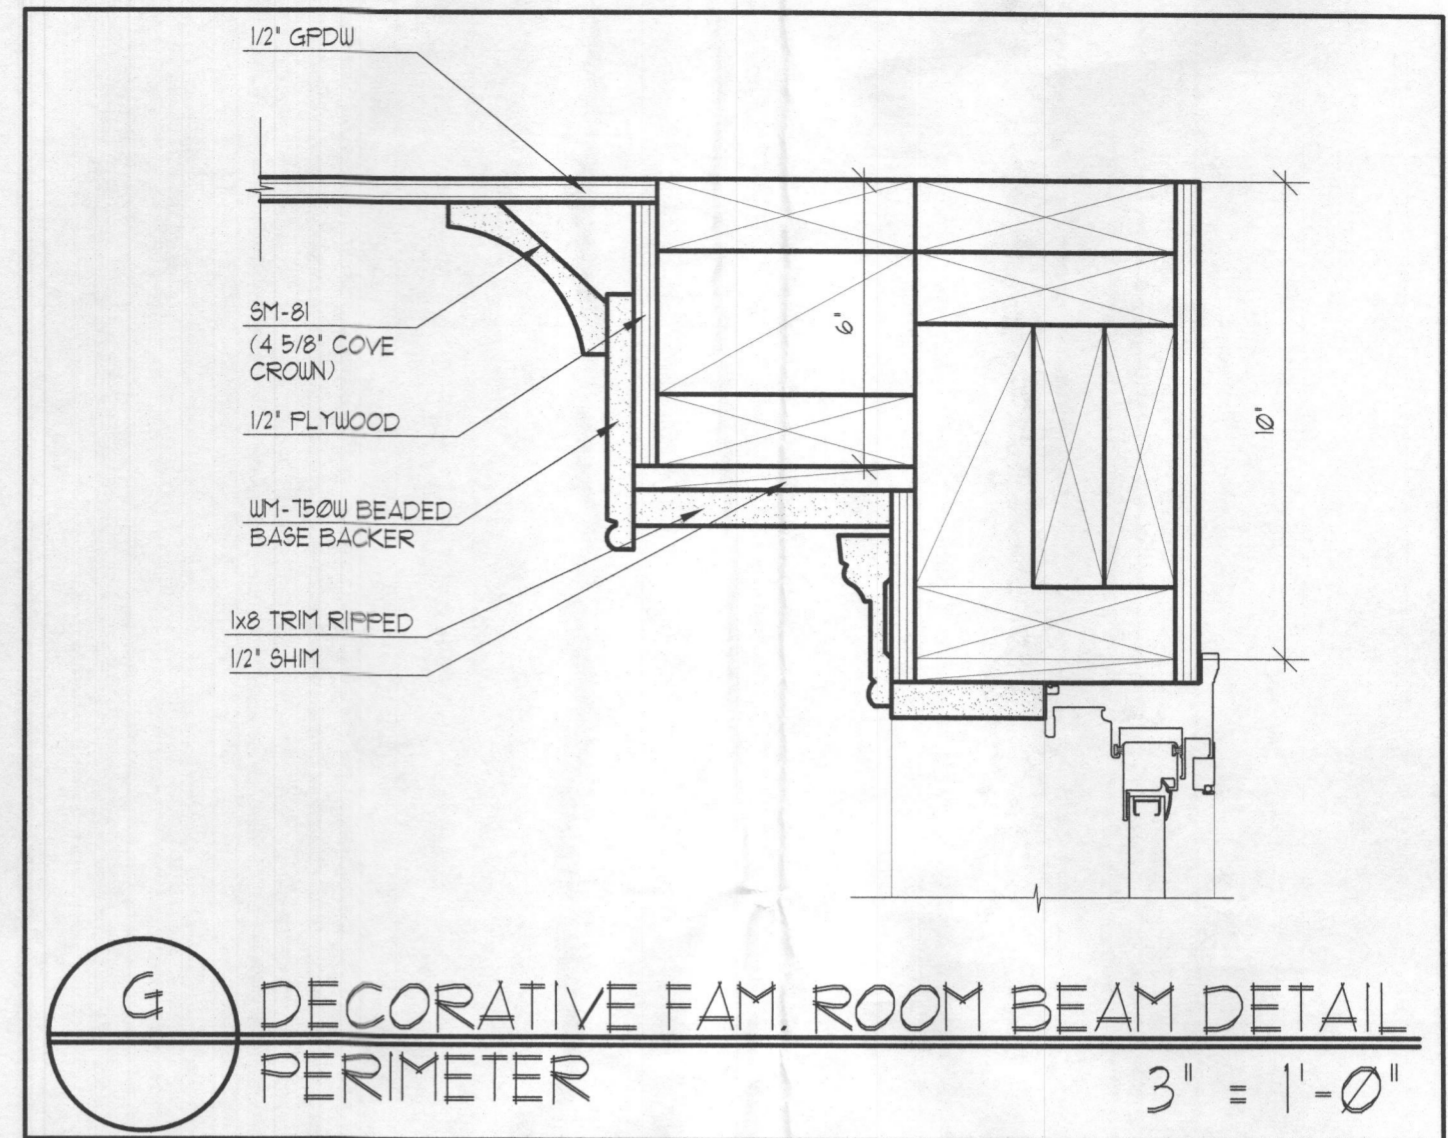 1/2" GPDW
SM-81
(4 5/8" COVE
CROWN)
1/2" PLYWOOD
WM-750W BEADED
BASE BACKER
1x8 TRIM RIPPED
1/2" SHIM
6"
10"
G
DECORATIVE FAM. ROOM BEAM DETAIL
PERIMETER
3" = 1'-0"